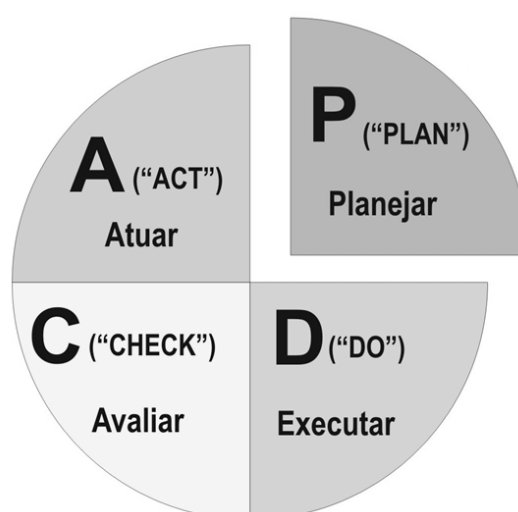 P (“PLAN”)
Planejar
D (“DO”)
Executar
C (“CHECK”)
Avaliar
A (“ACT”)
Atuar